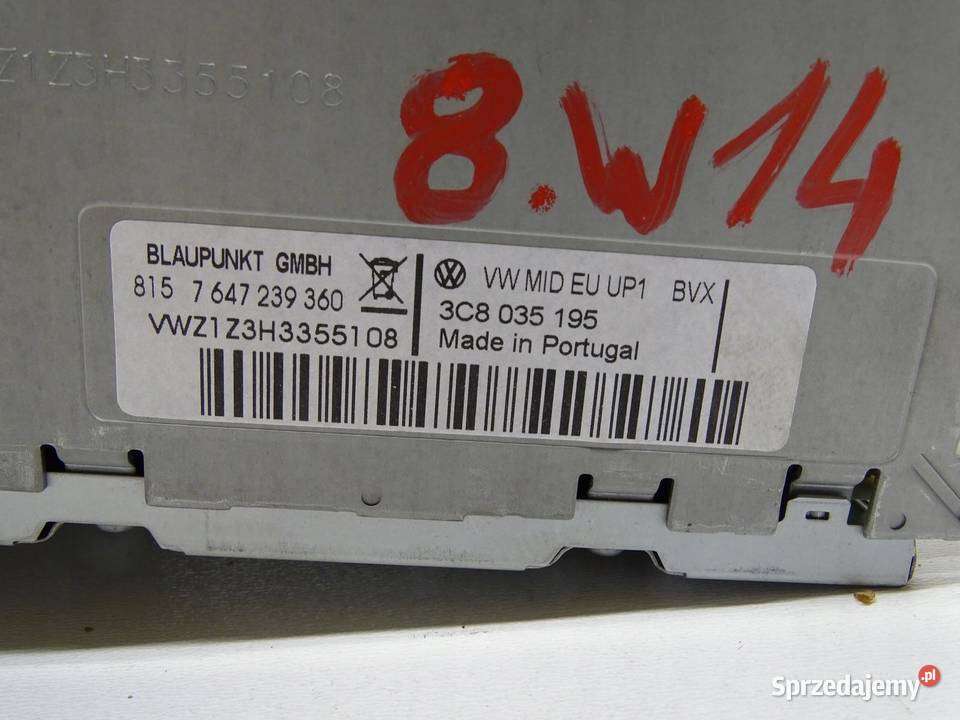 Z1Z3H3355108
8.W14
BLAUPUNKT GMBH
815 7 647 239 360
VWZ1Z3H3355108
VW MID EU UP1 BVX
3C8 035 195
Made in Portugal
Sprzedajemy.pl